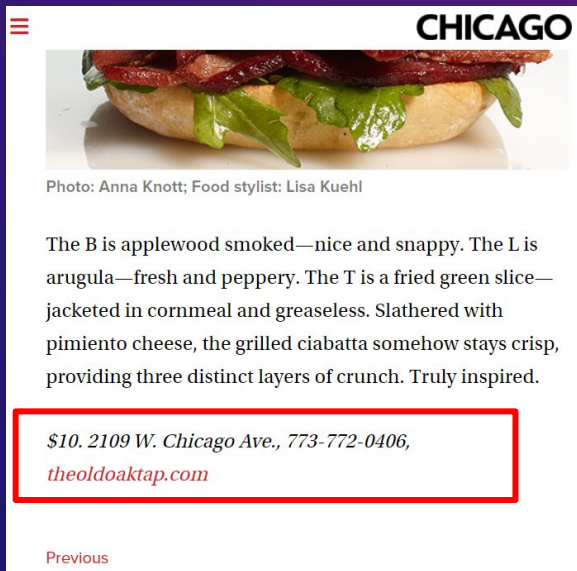 CHICAGO
Photo: Anna Knott; Food stylist: Lisa Kuehl
The B is applewood smoked—nice and snappy. The L is
arugula—fresh and peppery. The T is a fried green slice—
jacketed in cornmeal and greaseless. Slathered with
pimiento cheese, the grilled ciabatta somehow stays crisp,
providing three distinct layers of crunch. Truly inspired.
$10. 2109 W. Chicago Ave., 773-772-0406,
theoldoaktap.com
Previous